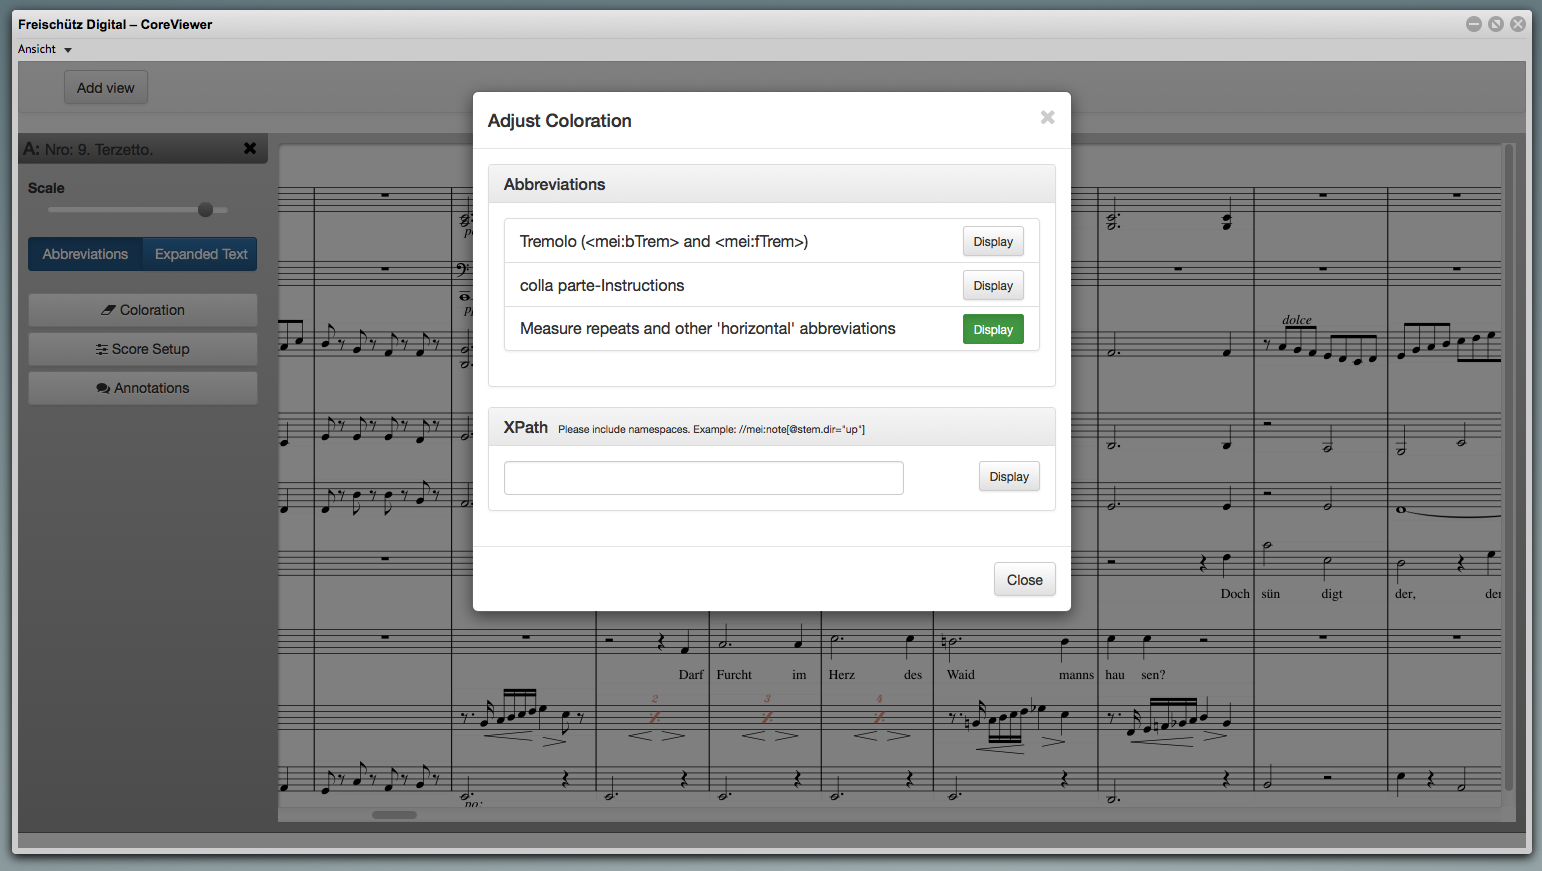 Freischütz Digital – CoreViewer
Ansicht
Add view
A: Nro: 9. Terzetto.
Scale
Abbreviations Expanded Text
Coloration
Score Setup
Annotations
Adjust Coloration
Abbreviations
Tremolo (<mei:bTrem> and <mei:fTrem>) Display
colla parte-Instructions Display
Measure repeats and other 'horizontal' abbreviations Display
XPath Please include namespaces. Example: //mei:note[@stem.dir="up"]
Display
Close
dolce
Doch sün digt der, der
Darf Furcht im Herz des Waid manns hau sen?
2 3 4
po: